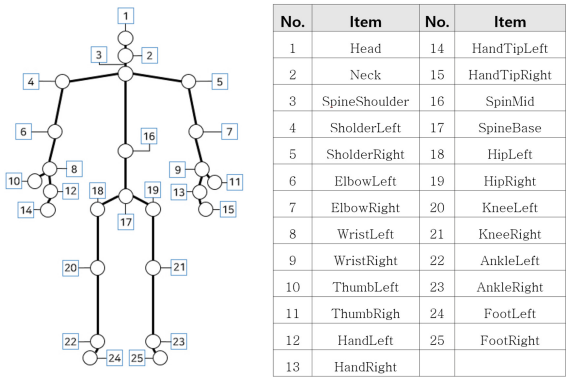 1
3
2
4
5
6
7
16
8
9
10
11
12
13
14
15
18
19
17
20
21
22
23
24
25
No. Item No. Item
1 Head 14 HandTipLeft
2 Neck 15 HandTipRight
3 SpineShoulder 16 SpinMid
4 SholderLeft 17 SpineBase
5 SholderRight 18 HipLeft
6 ElbowLeft 19 HipRight
7 ElbowRight 20 KneeLeft
8 WristLeft 21 KneeRight
9 WristRight 22 AnkleLeft
10 ThumbLeft 23 AnkleRight
11 ThumbRigh 24 FootLeft
12 HandLeft 25 FootRight
13 HandRight